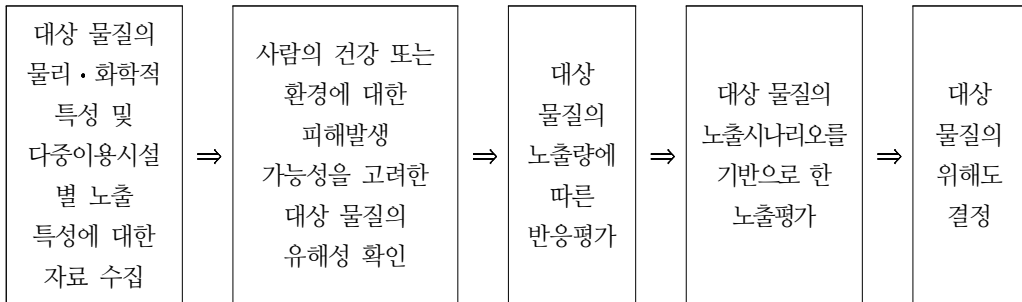 대상 물질의
물리·화학적
특성 및
다중이용시설
별 노출
특성에 대한
자료 수집
⇒
사람의 건강 또는
환경에 대한
피해발생
가능성을 고려한
대상 물질의
유해성 확인
⇒
대상
물질의
노출량에
따른
반응평가
⇒
대상 물질의
노출시나리오를
기반으로 한
노출평가
⇒
대상
물질의
위해도
결정